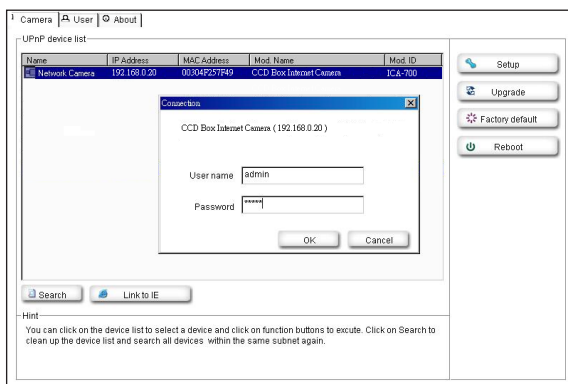 Camera User About
UPnP device list
Name IP Address MAC Address Mod. Name Mod. ID
Network Camera 192.168.0.20 00304F257F49 CCD Box Internet Camera ICA-700
Setup
Upgrade
Factory default
Reboot
Connection
CCD Box Internet Camera ( 192.168.0.20 )
User name admin
Password *****
OK Cancel
Search Link to IE
Hint
You can click on the device list to select a device and click on function buttons to excute. Click on Search to
clean up the device list and search all devices within the same subnet again.